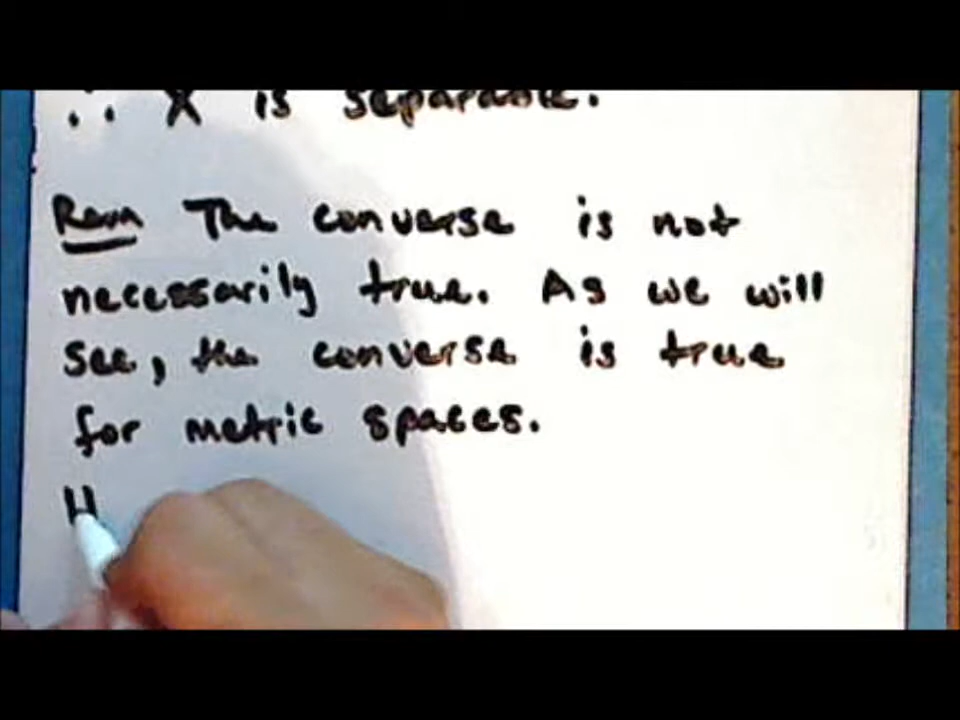 ∴ X is separable.
Rem The converse is not
necessarily true. As we will
see, the converse is true
for metric spaces.
H